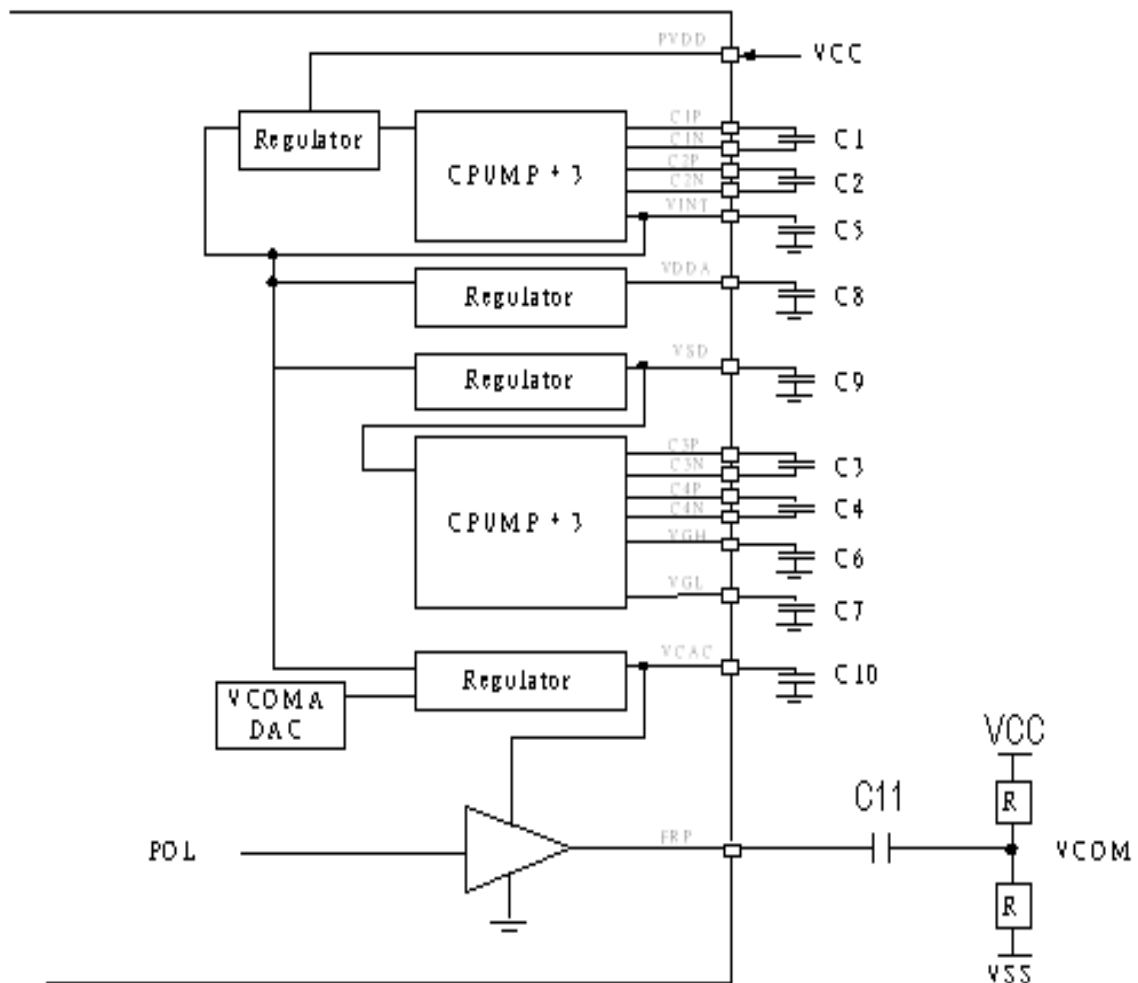 PVDD
VCC
Regulator
CPUMP * 3
C1P
C1N
C1
C2P
C2N
C2
VINT
C5
Regulator
VDDA
C8
Regulator
VSD
C9
CPUMP * 3
C3P
C3N
C3
C4P
C4N
C4
VGH
C6
VGL
C7
Regulator
VCAC
C10
VCOMA
DAC
VCC
C11
R
POL
FRP
VCOM
R
VSS